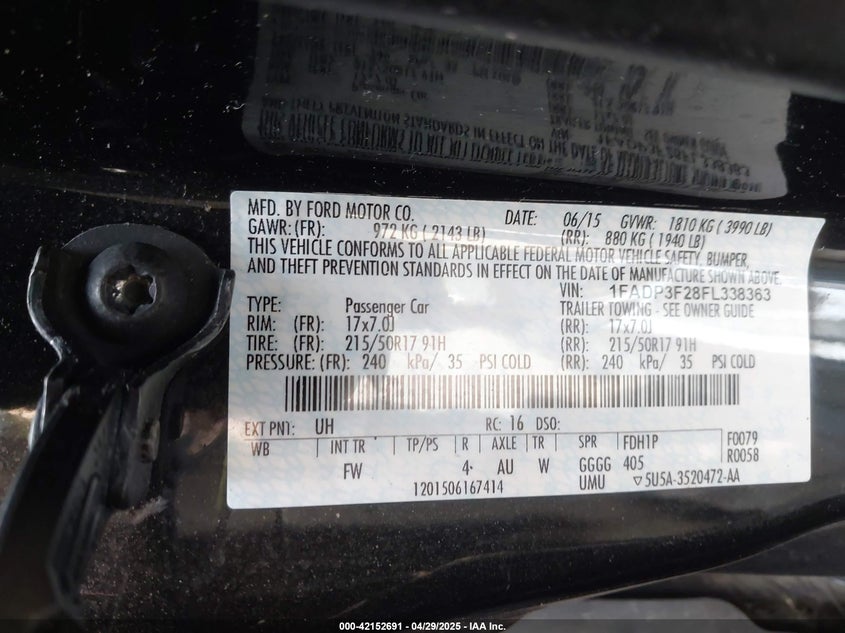 MFD. BY FORD MOTOR CO. DATE: 06/15 GVWR: 1810 KG ( 3990 LB)
GAWR: (FR): 972 KG ( 2143 LB) (RR): 880 KG ( 1940 LB)
THIS VEHICLE CONFORMS TO ALL APPLICABLE FEDERAL MOTOR VEHICLE SAFETY, BUMPER,
AND THEFT PREVENTION STANDARDS IN EFFECT ON THE DATE OF MANUFACTURE SHOWN ABOVE.
VIN: 1FADP3F28FL338363
TYPE: Passenger Car TRAILER TOWING - SEE OWNER GUIDE
RIM: (FR): 17x7.0J (RR): 17x7.0J
TIRE: (FR): 215/50R17 91H (RR): 215/50R17 91H
PRESSURE: (FR): 240 kPa/ 35 PSI COLD (RR): 240 kPa/ 35 PSI COLD
EXT PNT: UH RC: 16 DSO:
WB INT TR TP/PS R AXLE TR SPR FDH1P F0079
FW 4 AU W GGGG 405 R0058
1201506167414 UMU ▽5U5A-3520472-AA
000-42152691 - 04/29/2025 - IAA Inc.